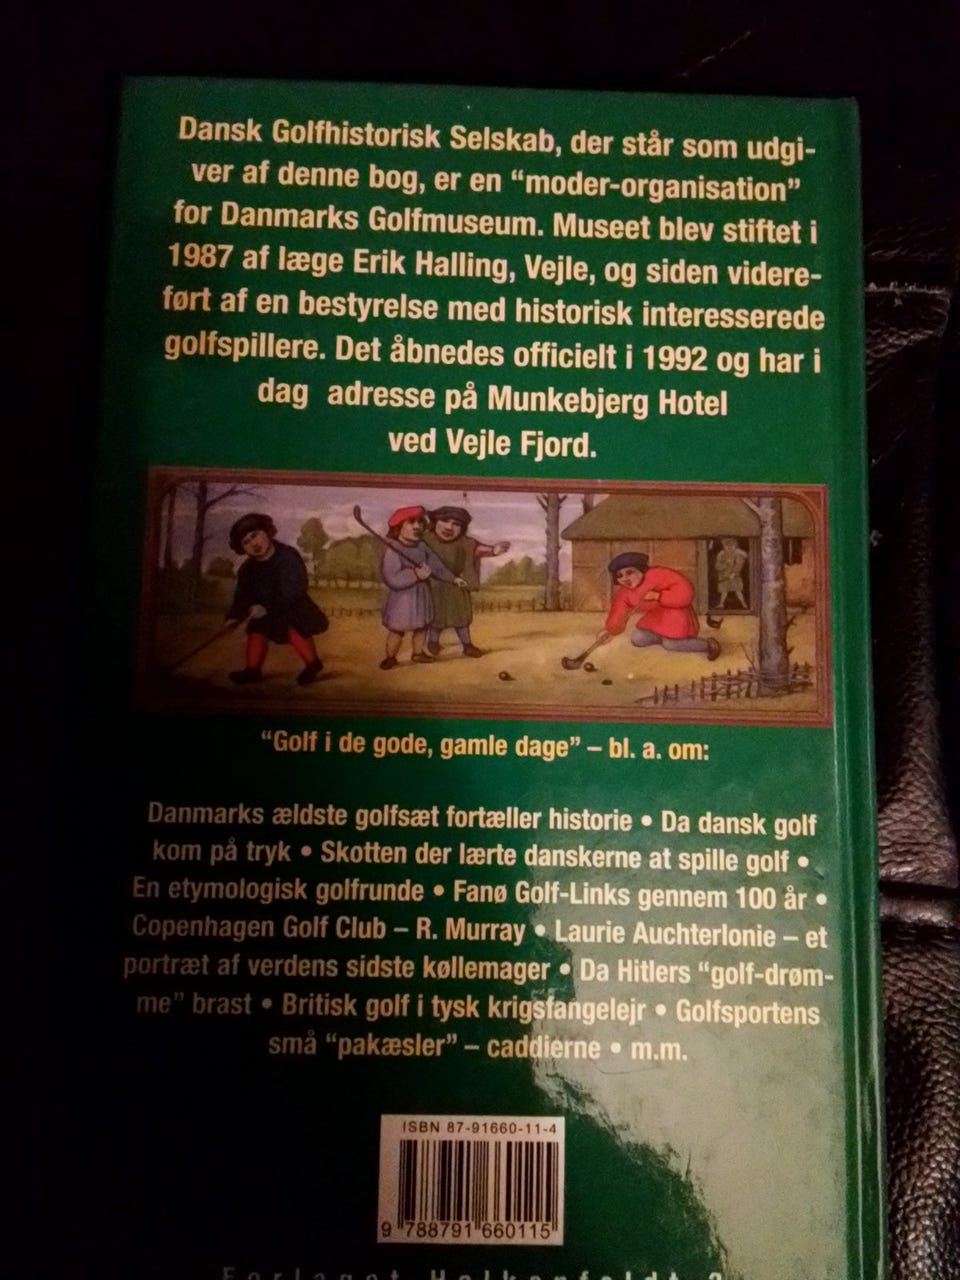 Dansk Golfhistorisk Selskab, der står som udgi-
ver af denne bog, er en “moder-organisation”
for Danmarks Golfmuseum. Museet blev stiftet i
1987 af læge Erik Halling, Vejle, og siden videre-
ført af en bestyrelse med historisk interesserede
golfspillere. Det åbnedes officielt i 1992 og har i
dag adresse på Munkebjerg Hotel
ved Vejle Fjord.
“Golf i de gode, gamle dage” – bl. a. om:
Danmarks ældste golfsæt fortæller historie • Da dansk golf
kom på tryk • Skotten der lærte danskerne at spille golf •
En etymologisk golfrunde • Fanø Golf-Links gennem 100 år •
Copenhagen Golf Club – R. Murray • Laurie Auchterlonie – et
portræt af verdens sidste køllemager • Da Hitlers “golf-drøm-
me” brast • Britisk golf i tysk krigsfangelejr • Golfsportens
små “pakæsler” – caddierne • m.m.
ISBN 87-91660-11-4
9 788791 660115
Forlaget